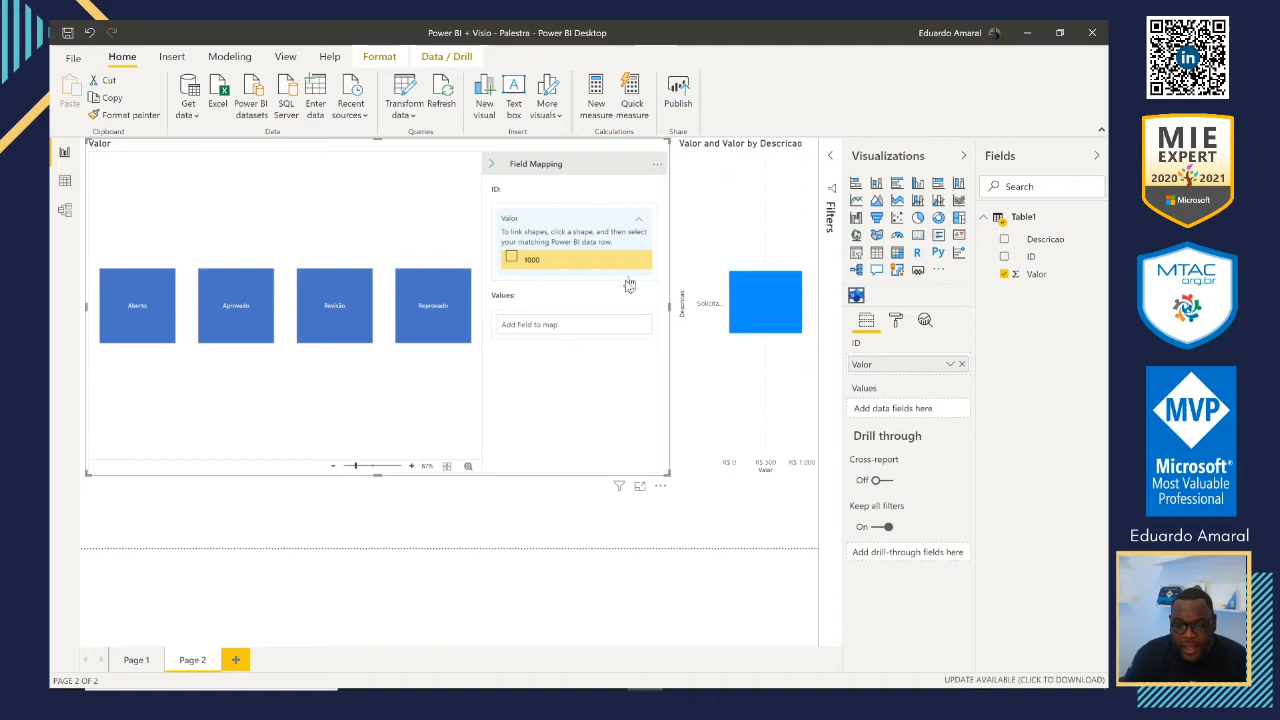 Power BI + Visio - Palestra - Power BI Desktop
Eduardo Amaral
File
Home
Insert
Modeling
View
Help
Format
Data / Drill
Paste
Cut
Copy
Format painter
Get data
Excel
Power BI datasets
SQL Server
Enter data
Recent sources
Transform data
Refresh
New visual
Text box
More visuals
New measure
Quick measure
Publish
Clipboard
Data
Queries
Insert
Calculations
Share
Valor
Aberto
Aprovado
Revisão
Reprovado
87%
Field Mapping
ID:
Valor
To link shapes, click a shape, and then select
your matching Power BI data row.
1000
Values:
Add field to map
Valor and Valor by Descricao
Descricao
Solicita...
R$ 0
R$ 500
R$ 1.000
Valor
Filters
Visualizations
R
Py
ID
Valor
Values
Add data fields here
Drill through
Cross-report
Off
Keep all filters
On
Add drill-through fields here
Fields
Search
Table1
Descricao
ID
Valor
Page 1
Page 2
PAGE 2 OF 2
UPDATE AVAILABLE (CLICK TO DOWNLOAD)
in
MIE
EXPERT
2020
2021
Microsoft
MTAC
org.br
MVP
Microsoft®
Most Valuable
Professional
Eduardo Amaral